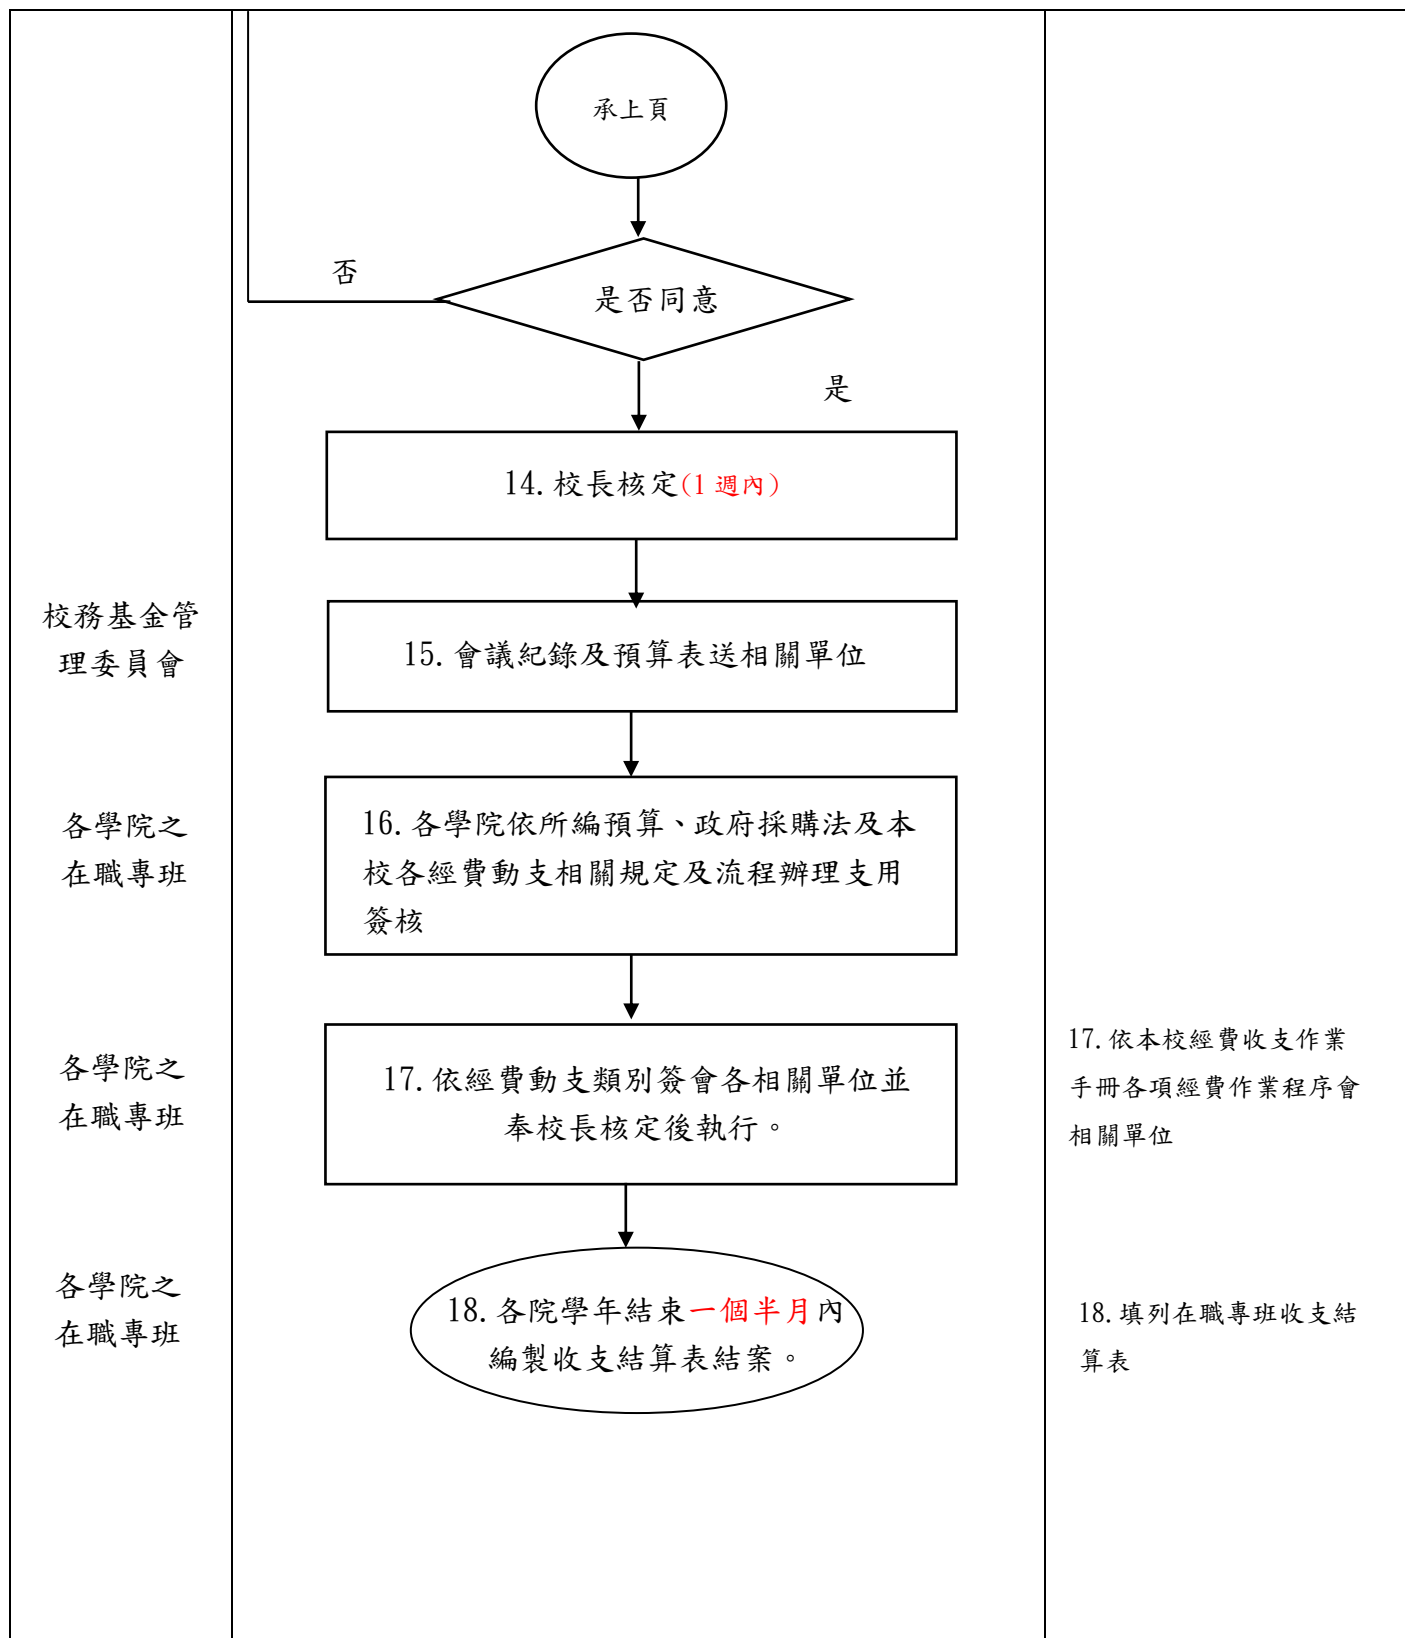 承上頁
否
是否同意
是
14.校長核定(1 週內)
校務基金管
理委員會
15.會議紀錄及預算表送相關單位
各學院之
在職專班
16.各學院依所編預算、政府採購法及本
校各經費動支相關規定及流程辦理支用
簽核
各學院之
在職專班
17.依經費動支類別簽會各相關單位並
奉校長核定後執行。
17.依本校經費收支作業
手冊各項經費作業程序會
相關單位
各學院之
在職專班
18.各院學年結束一個半月內
編製收支結算表結案。
18.填列在職專班收支結
算表